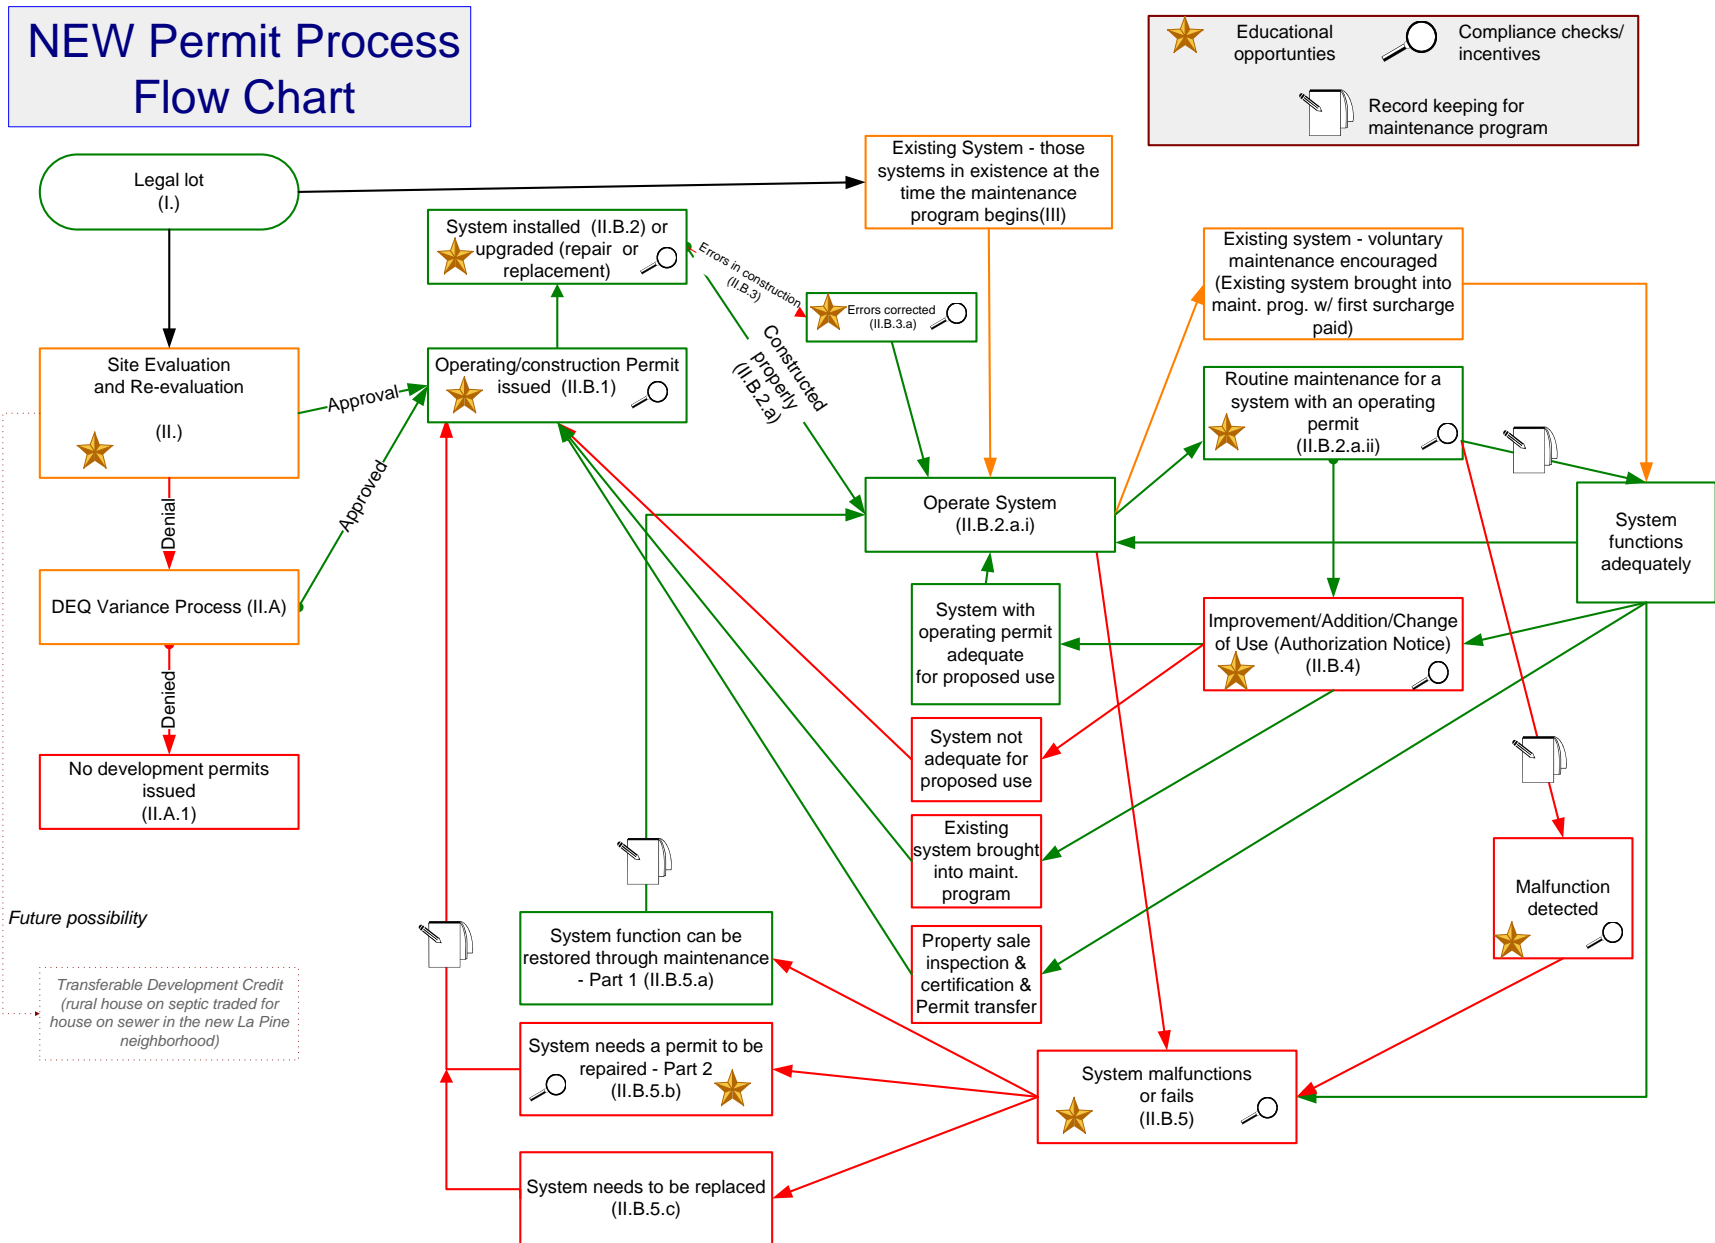 NEW Permit Process
Flow Chart
Educational
opportunties
Compliance checks/
incentives
Record keeping for
maintenance program
Legal lot
(I.)
Existing System - those
systems in existence at the
time the maintenance
program begins(III)
System installed  (II.B.2) or
upgraded (repair  or
replacement)
Errors in construction
(II.B.3)
Errors corrected
(II.B.3.a)
Constructed
properly
(II.B.2.a)
Existing system - voluntary
maintenance encouraged
(Existing system brought into
maint. prog. w/ first surcharge
paid)
Site Evaluation
and Re-evaluation
(II.)
Approval
Operating/construction Permit
issued  (II.B.1)
Routine maintenance for a
system with an operating
permit
(II.B.2.a.ii)
Denial
Approved
Operate System
(II.B.2.a.i)
System
functions
adequately
DEQ Variance Process (II.A)
System with
operating permit
adequate
for proposed use
Improvement/Addition/Change
of Use (Authorization Notice)
(II.B.4)
Denied
System not
adequate for
proposed use
No development permits
issued
(II.A.1)
Existing
system brought
into maint.
program
Malfunction
detected
Future possibility
System function can be
restored through maintenance
- Part 1 (II.B.5.a)
Property sale
inspection &
certification &
Permit transfer
Transferable Development Credit
(rural house on septic traded for
house on sewer in the new La Pine
neighborhood)
System needs a permit to be
repaired - Part 2
(II.B.5.b)
System malfunctions
or fails
(II.B.5)
System needs to be replaced
(II.B.5.c)